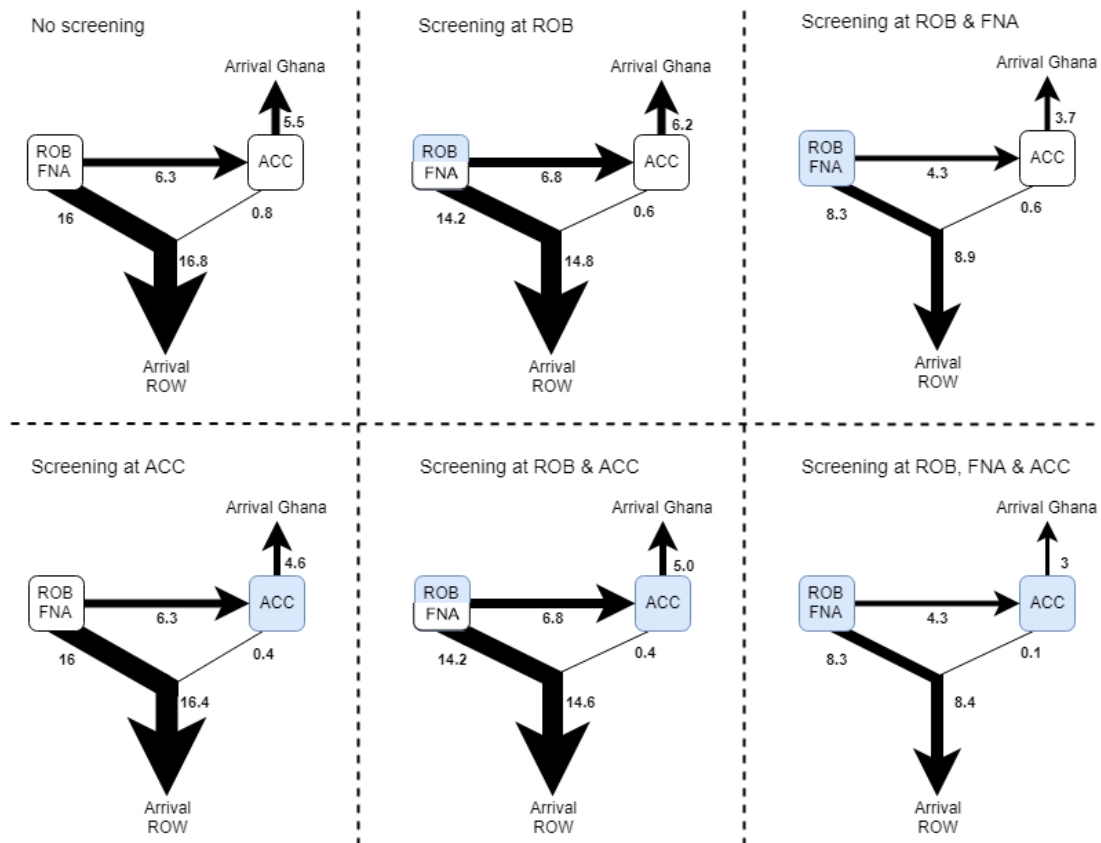 No screening
Arrival Ghana
5.5
ROB
FNA
ACC
6.3
16
0.8
16.8
Arrival
ROW
Screening at ROB
Arrival Ghana
6.2
ROB
FNA
ACC
6.8
14.2
0.6
14.8
Arrival
ROW
Screening at ROB & FNA
Arrival Ghana
3.7
ROB
FNA
ACC
4.3
8.3
0.6
8.9
Arrival
ROW
Screening at ACC
Arrival Ghana
4.6
ROB
FNA
ACC
6.3
16
0.4
16.4
Arrival
ROW
Screening at ROB & ACC
Arrival Ghana
5.0
ROB
FNA
ACC
6.8
14.2
0.4
14.6
Arrival
ROW
Screening at ROB, FNA & ACC
Arrival Ghana
3
ROB
FNA
ACC
4.3
8.3
0.1
8.4
Arrival
ROW